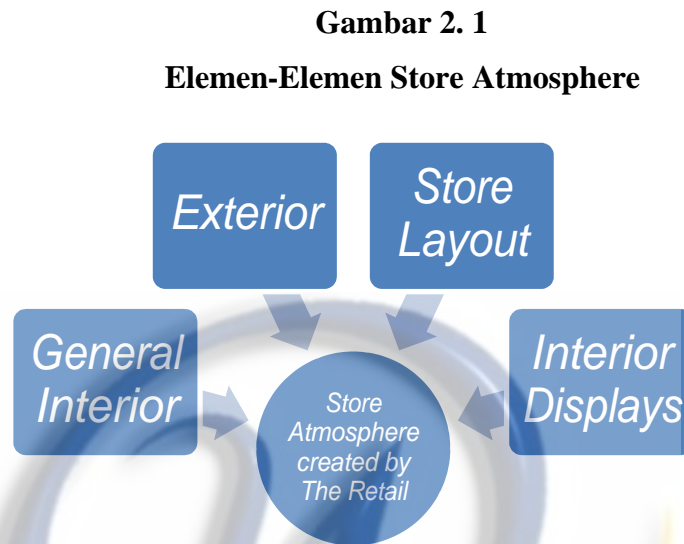 Gambar 2. 1
Elemen-Elemen Store Atmosphere
Exterior
Store
Layout
General
Interior
Interior
Displays
Store
Atmosphere
created by
The Retail